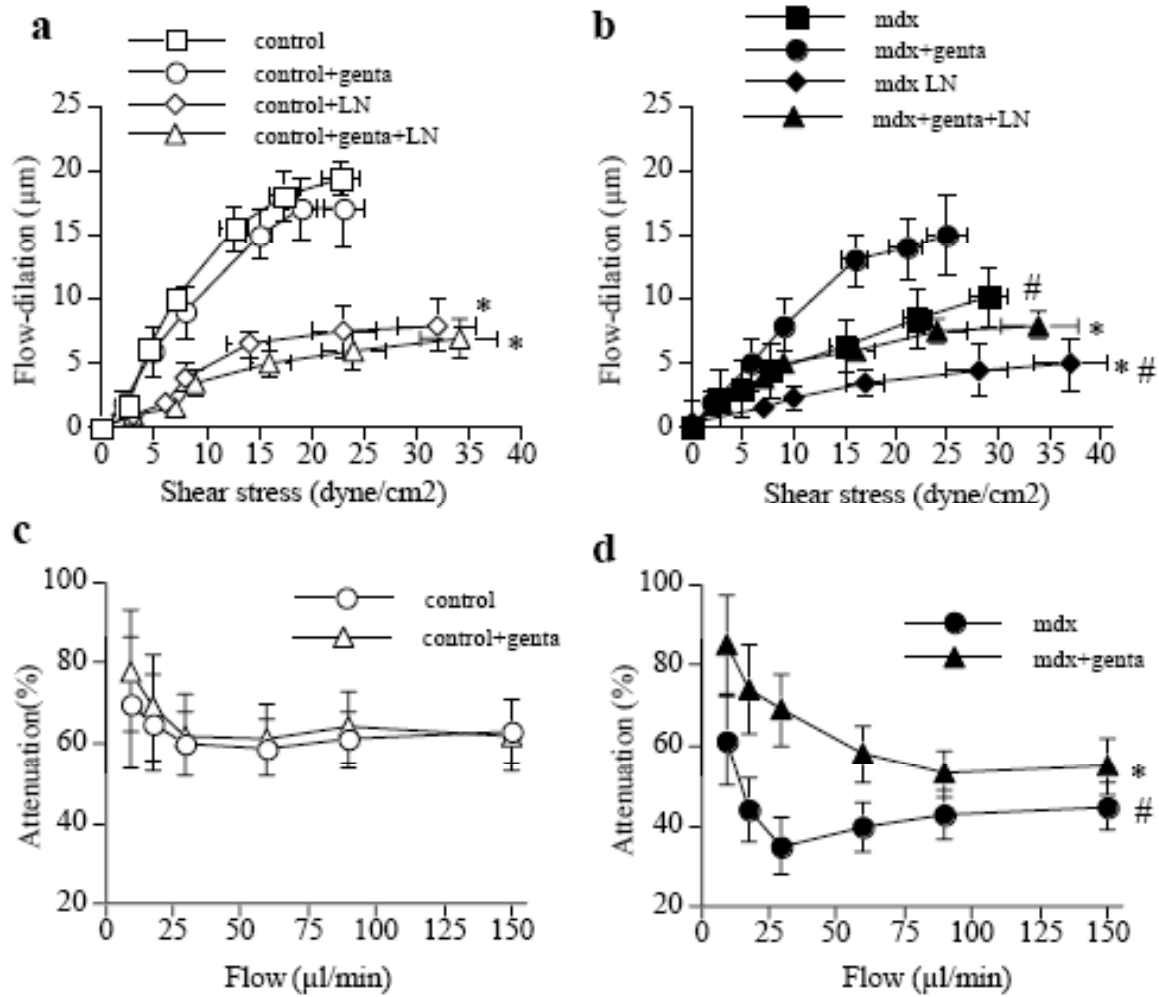 a
control
control+genta
control+LN
control+genta+LN
25
20
15
10
5
0
Flow-dilation (µm)
*
*
0 5 10 15 20 25 30 35 40
Shear stress (dyne/cm2)
b
mdx
mdx+genta
mdx LN
mdx+genta+LN
25
20
15
10
5
0
Flow-dilation (µm)
#
*
* #
0 5 10 15 20 25 30 35 40
Shear stress (dyne/cm2)
c
control
control+genta
100
80
60
40
20
Attenuation(%)
0 25 50 75 100 125 150
Flow (µl/min)
d
mdx
mdx+genta
100
80
60
40
20
Attenuation (%)
*
#
0 25 50 75 100 125 150
Flow (µl/min)